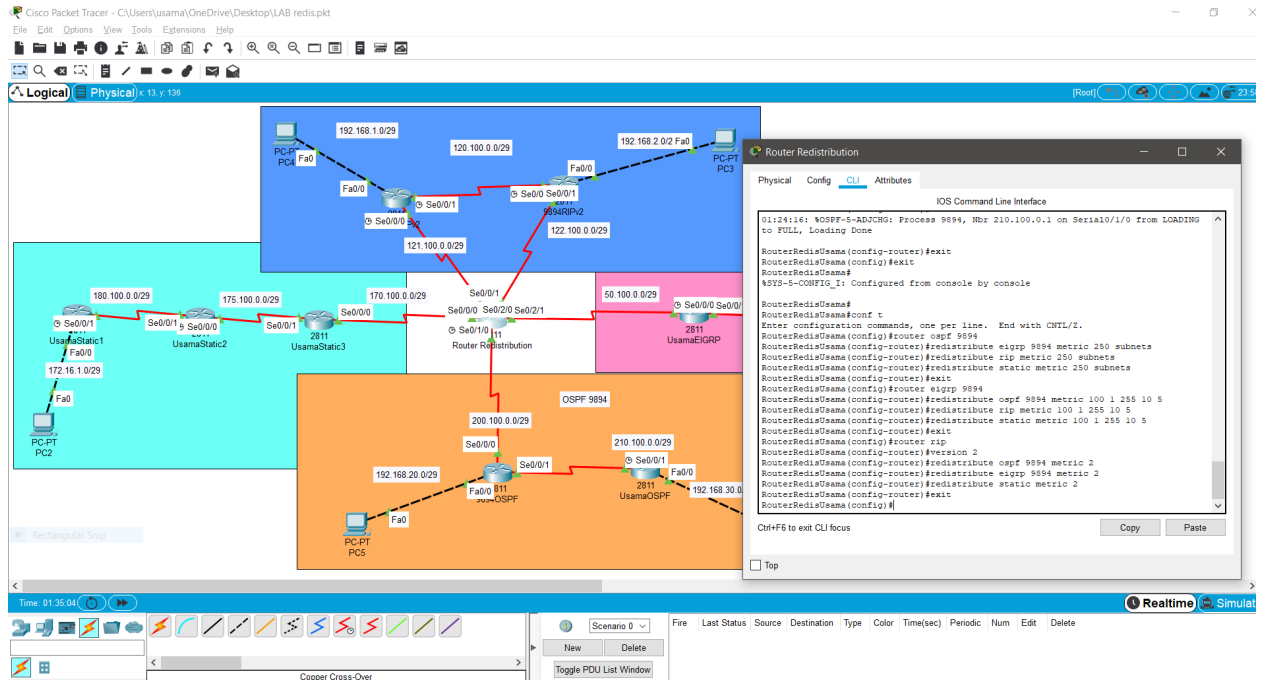 Cisco Packet Tracer - C:\Users\usama\OneDrive\Desktop\LAB redis.pkt
File Edit Options View Tools Extensions Help
Logical Physical x: 13, y: 136
[Root] 23:5
192.168.1.0/29
PC-PT
PC4
Fa0
120.100.0.0/29
192.168.2.0/2 Fa0
PC-PT
PC3
Fa0/0
Fa0/0
Se0/0/1
Se0/0 Se0/0/1
9894RIPv2
Se0/0/0
122.100.0.0/29
121.100.0.0/29
180.100.0.0/29
175.100.0.0/29
170.100.0.0/29
Se0/0/1
Se0/0/1
Se0/0/1
Se0/0/0
Se0/0/1
Se0/0/0
UsamaStatic1
UsamaStatic2
2811
UsamaStatic3
Fa0/0
172.16.1.0/29
Fa0
PC-PT
PC2
Se0/0/1
Se0/0/0 Se0/2/0 Se0/2/1
Se0/1/0
Router Redistribution
50.100.0.0/29
Se0/0/0 Se0/0/
2811
UsamaEIGRP
OSPF 9894
200.100.0.0/29
Se0/0/0
210.100.0.0/29
Se0/0/1
Se0/0/1
Fa0/0
2811
UsamaOSPF
192.168.20.0/29
Fa0/0
9894OSPF
192.168.30.0
Fa0
PC-PT
PC5
Rectangular Snip
Router Redistribution
Physical Config CLI Attributes
IOS Command Line Interface
01:24:16: %OSPF-5-ADJCHG: Process 9894, Nbr 210.100.0.1 on Serial0/1/0 from LOADING
to FULL, Loading Done
RouterRedisUsama(config-router)#exit
RouterRedisUsama(config)#exit
RouterRedisUsama#
%SYS-5-CONFIG_I: Configured from console by console
RouterRedisUsama#
RouterRedisUsama#conf t
Enter configuration commands, one per line. End with CNTL/Z.
RouterRedisUsama(config)#router ospf 9894
RouterRedisUsama(config-router)#redistribute eigrp 9894 metric 250 subnets
RouterRedisUsama(config-router)#redistribute rip metric 250 subnets
RouterRedisUsama(config-router)#redistribute static metric 250 subnets
RouterRedisUsama(config-router)#exit
RouterRedisUsama(config)#router eigrp 9894
RouterRedisUsama(config-router)#redistribute ospf 9894 metric 100 1 255 10 5
RouterRedisUsama(config-router)#redistribute rip metric 100 1 255 10 5
RouterRedisUsama(config-router)#redistribute static metric 100 1 255 10 5
RouterRedisUsama(config-router)#exit
RouterRedisUsama(config)#router rip
RouterRedisUsama(config-router)#version 2
RouterRedisUsama(config-router)#redistribute ospf 9894 metric 2
RouterRedisUsama(config-router)#redistribute eigrp 9894 metric 2
RouterRedisUsama(config-router)#redistribute static metric 2
RouterRedisUsama(config-router)#exit
RouterRedisUsama(config)#
Ctrl+F6 to exit CLI focus
Copy Paste
Top
Time: 01:35:04
Realtime Simulat
Scenario 0
New Delete
Toggle PDU List Window
Fire Last Status Source Destination Type Color Time(sec) Periodic Num Edit Delete
Copper Cross-Over